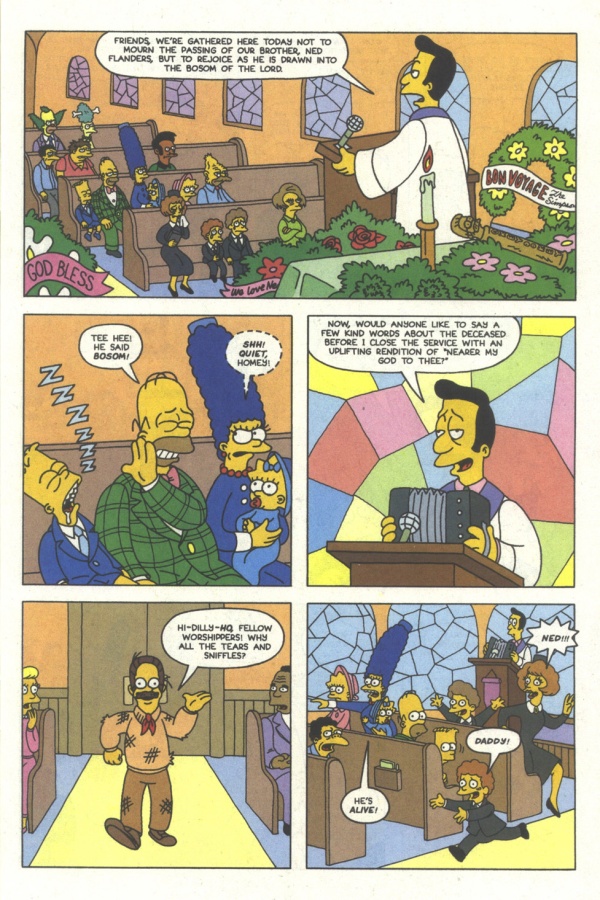 FRIENDS, WE'RE GATHERED HERE TODAY NOT TO
MOURN THE PASSING OF OUR BROTHER, NED
FLANDERS, BUT TO REJOICE AS HE IS DRAWN INTO
THE BOSOM OF THE LORD.
BON VOYAGE The
Simpsons
GOD BLESS
We Love Ne
TEE HEE!
HE SAID
BOSOM!
SHH!
QUIET,
HOMEY!
ZZZZZZZ
NOW, WOULD ANYONE LIKE TO SAY A
FEW KIND WORDS ABOUT THE DECEASED
BEFORE I CLOSE THE SERVICE WITH AN
UPLIFTING RENDITION OF "NEARER MY
GOD TO THEE?"
HI-DILLY-HO, FELLOW
WORSHIPPERS! WHY
ALL THE TEARS AND
SNIFFLES?
NED!!!
DADDY!
HE'S
ALIVE!